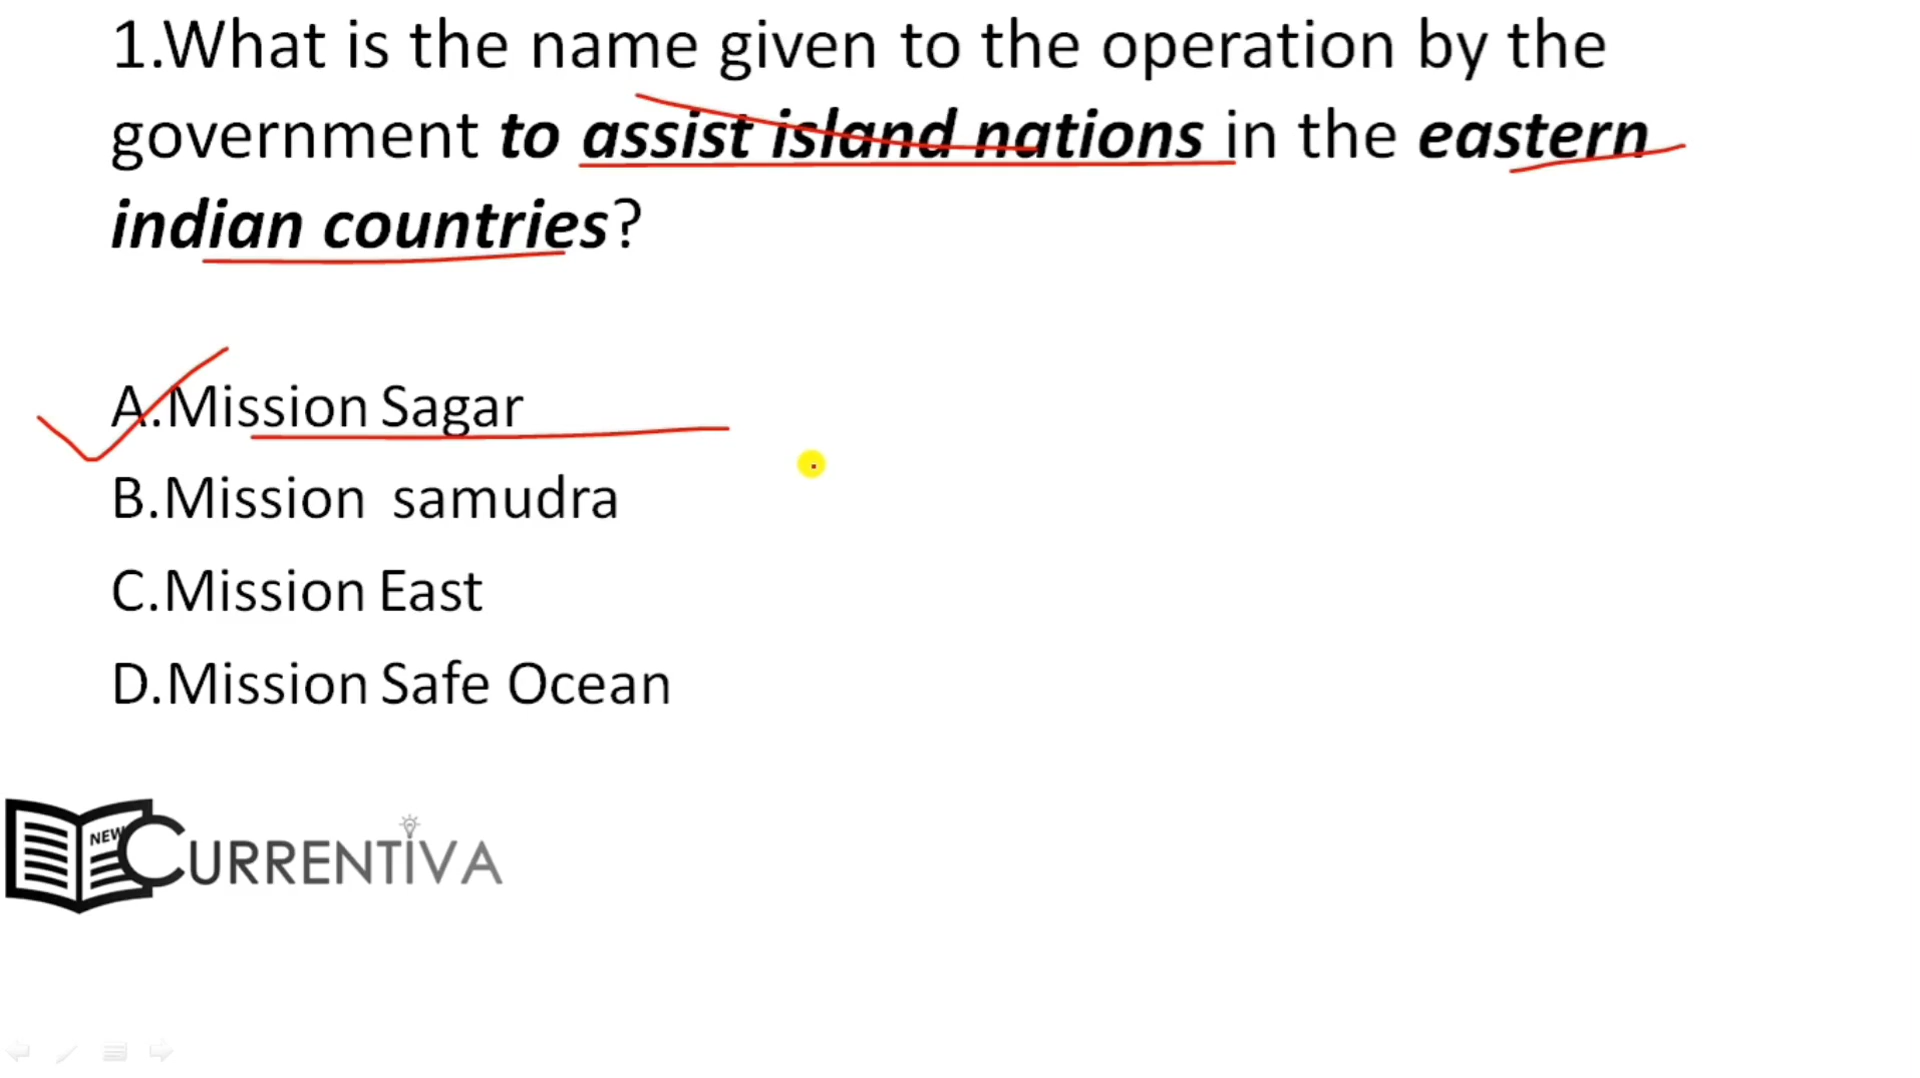 1.What is the name given to the operation by the
government to assist island nations in the eastern
indian countries?
A.Mission Sagar
B.Mission samudra
C.Mission East
D.Mission Safe Ocean
NEW
CURRENTIVA